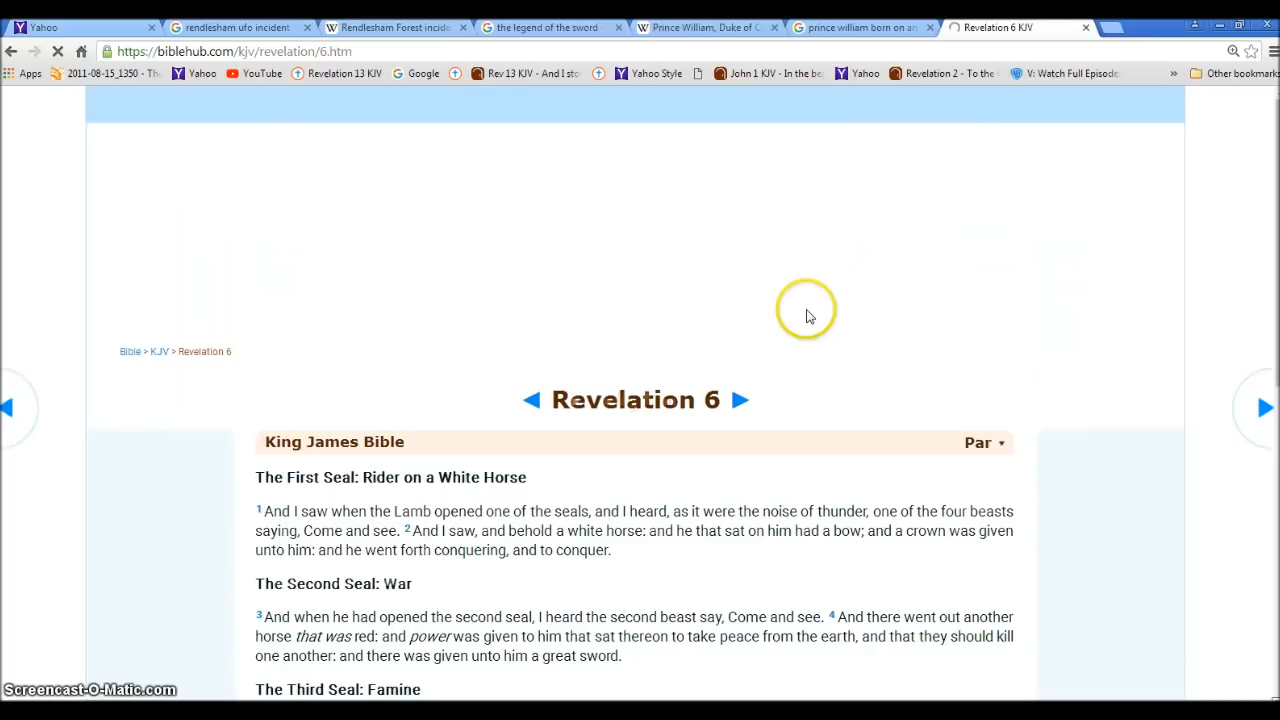 Yahoo
rendlesham ufo incident
Rendlesham Forest incide
the legend of the sword
Prince William, Duke of C
prince william born on an
Revelation 6 KJV
https://biblehub.com/kjv/revelation/6.htm
Apps
2011-08-15_1350 - Th
Yahoo
YouTube
Revelation 13 KJV
Google
Rev 13 KJV - And I sto
Yahoo Style
John 1 KJV - In the be
Yahoo
Revelation 2 - To the
V: Watch Full Episode
»
Other bookmarks
Bible > KJV > Revelation 6
Revelation 6
King James Bible
Par
The First Seal: Rider on a White Horse
1And I saw when the Lamb opened one of the seals, and I heard, as it were the noise of thunder, one of the four beasts
saying, Come and see. 2And I saw, and behold a white horse: and he that sat on him had a bow; and a crown was given
unto him: and he went forth conquering, and to conquer.
The Second Seal: War
3And when he had opened the second seal, I heard the second beast say, Come and see. 4And there went out another
horse that was red: and power was given to him that sat thereon to take peace from the earth, and that they should kill
one another: and there was given unto him a great sword.
The Third Seal: Famine
Screencast-O-Matic.com